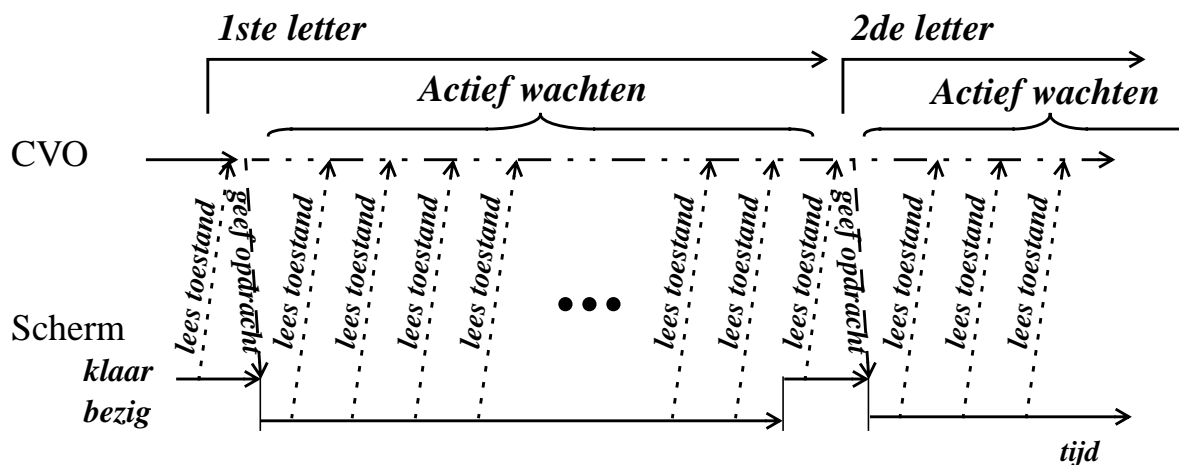 1ste letter
2de letter
Actief wachten
Actief wachten
CVO
lees toestand
geef opdracht
lees toestand
lees toestand
lees toestand
lees toestand
lees toestand
lees toestand
lees toestand
geef opdracht
lees toestand
lees toestand
lees toestand
Scherm
klaar
bezig
tijd